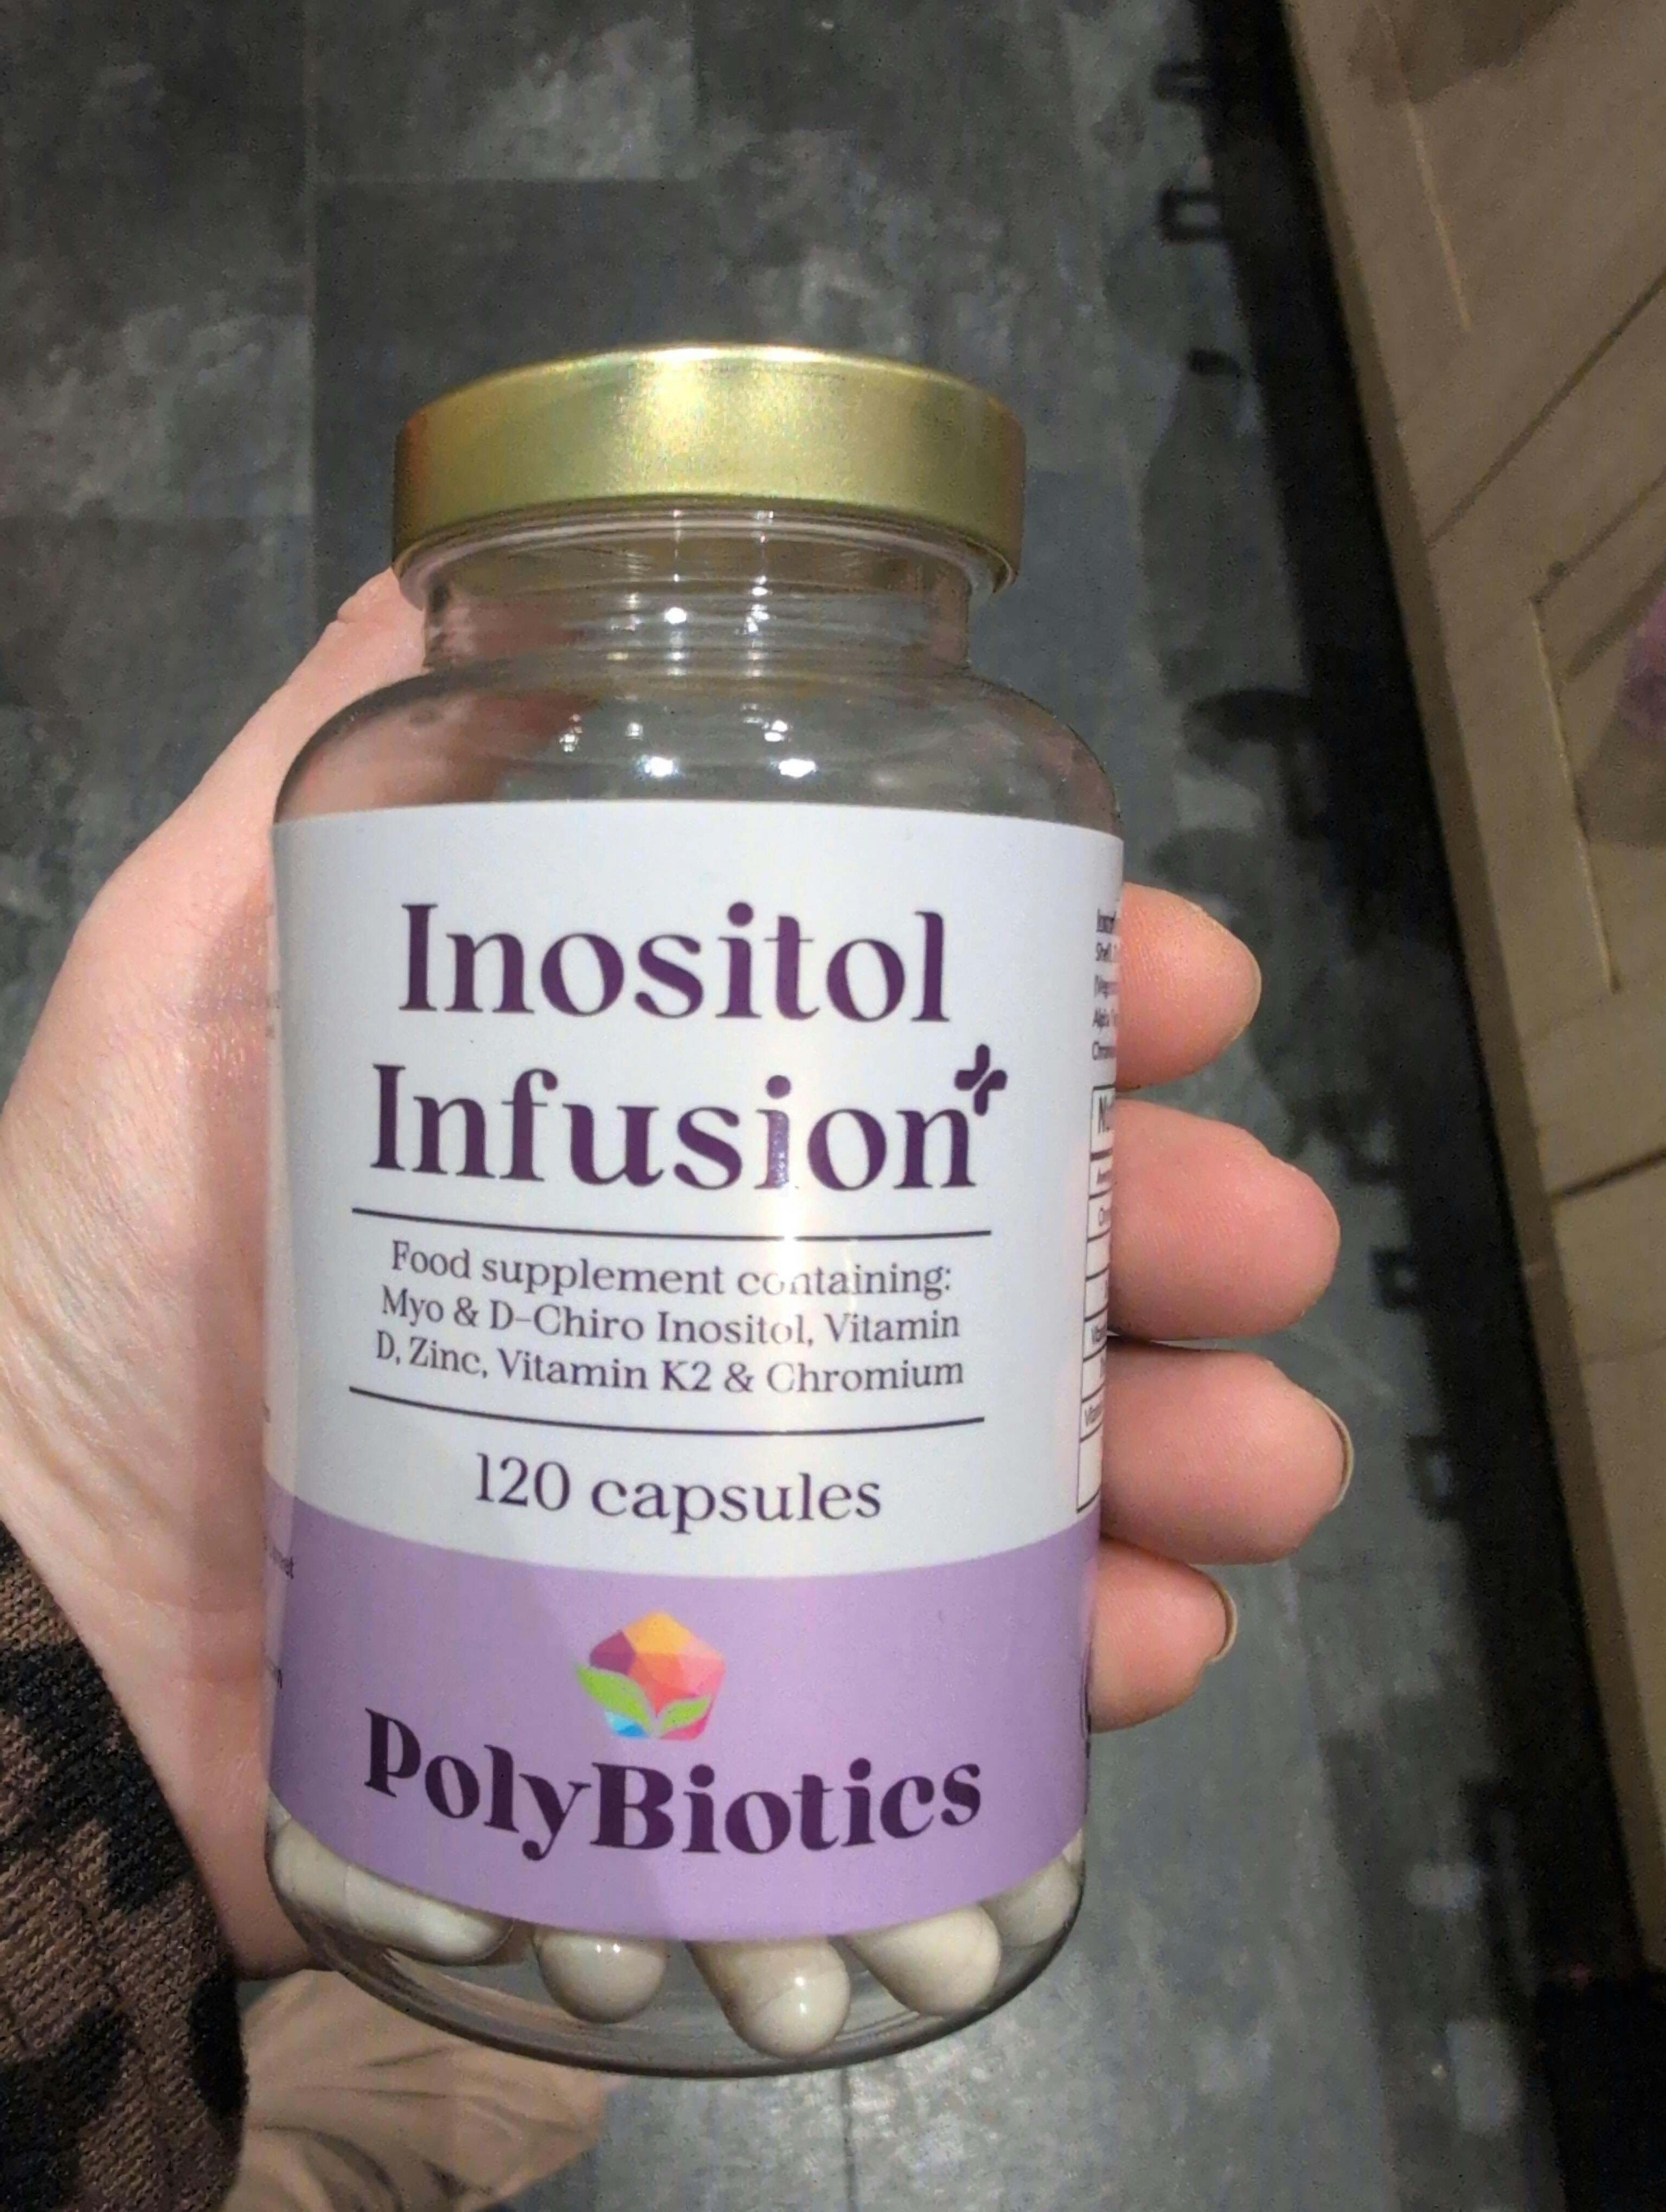 Inositol
Infusion+
Food supplement containing:
Myo & D-Chiro Inositol, Vitamin
D, Zinc, Vitamin K2 & Chromium
120 capsules
PolyBiotics